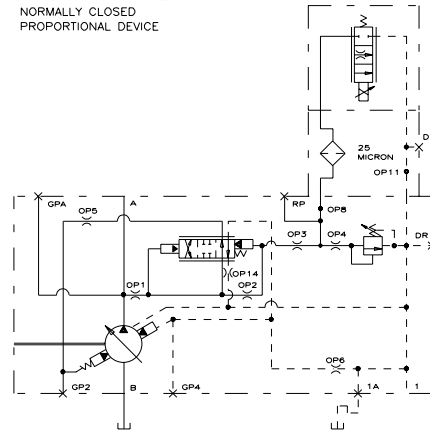 NORMALLY CLOSED
PROPORTIONAL DEVICE
25
MICRON
D
OP11
GPA
A
RP
OP5
OP8
DR
OP3
OP4
OP14
OP1
OP2
OP6
GP2
B
GP4
1A
1